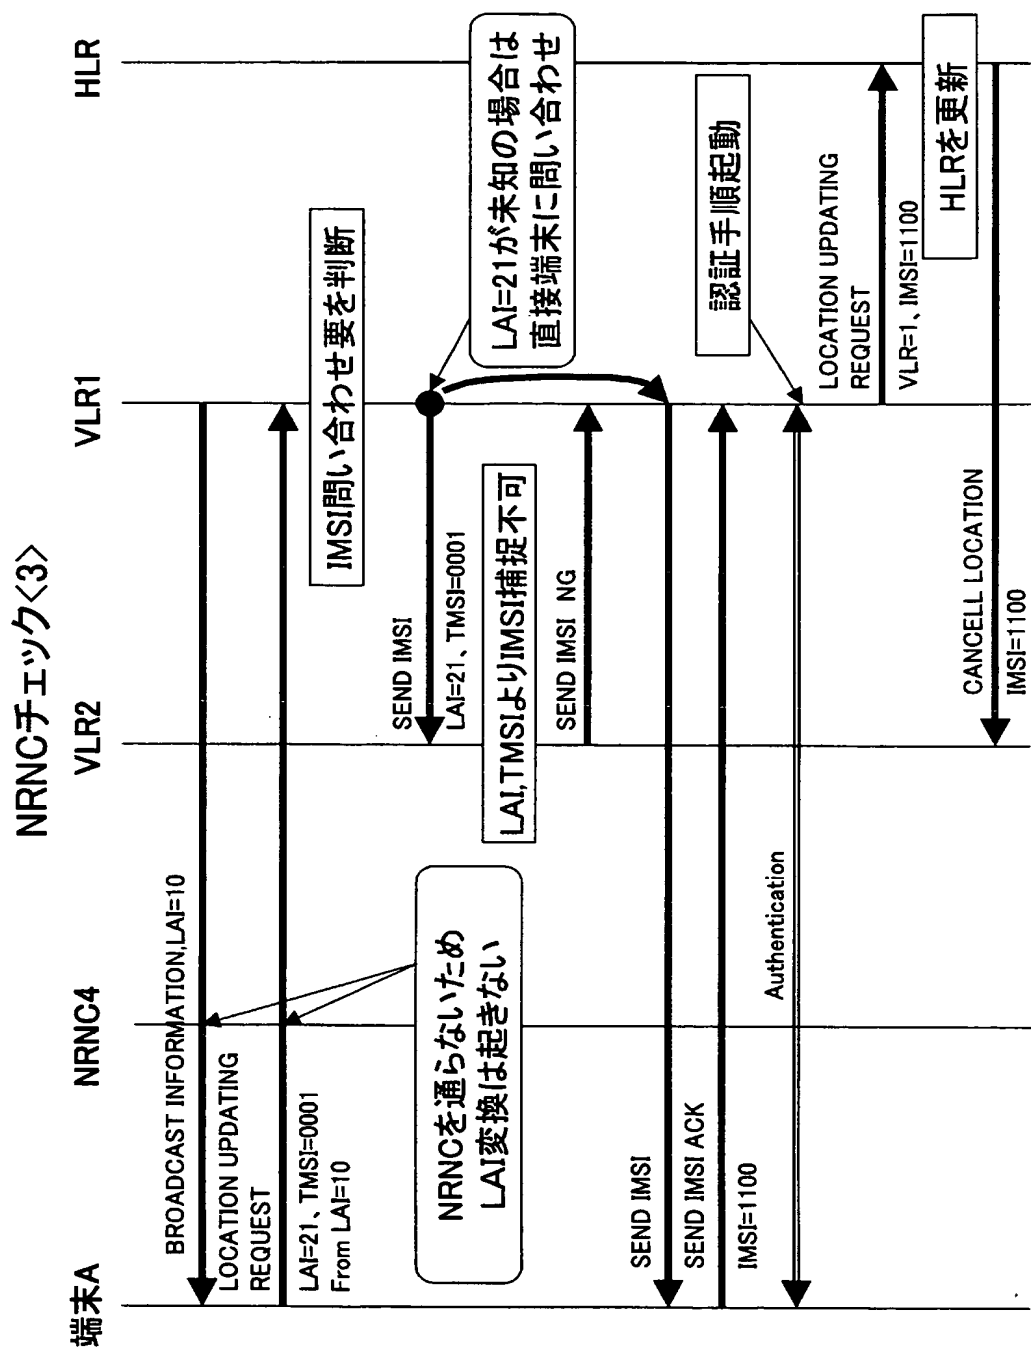 NRNCチェック<3>
端末A
NRNC4
VLR2
VLR1
HLR
BROADCAST INFORMATION,LAI=10
LOCATION UPDATING
REQUEST
LAI=21、TMSI=0001
From LAI=10
NRNCを通らないため
LAI変換は起きない
IMSI問い合わせ要を判断
SEND IMSI
LAI=21、TMSI=0001
LAI=21が未知の場合は
直接端末に問い合わせ
LAI,TMSIよりIMSI捕捉不可
SEND IMSI NG
SEND IMSI
SEND IMSI ACK
IMSI=1100
認証手順起動
Authentication
LOCATION UPDATING
REQUEST
VLR=1、IMSI=1100
HLRを更新
CANCELL LOCATION
IMSI=1100